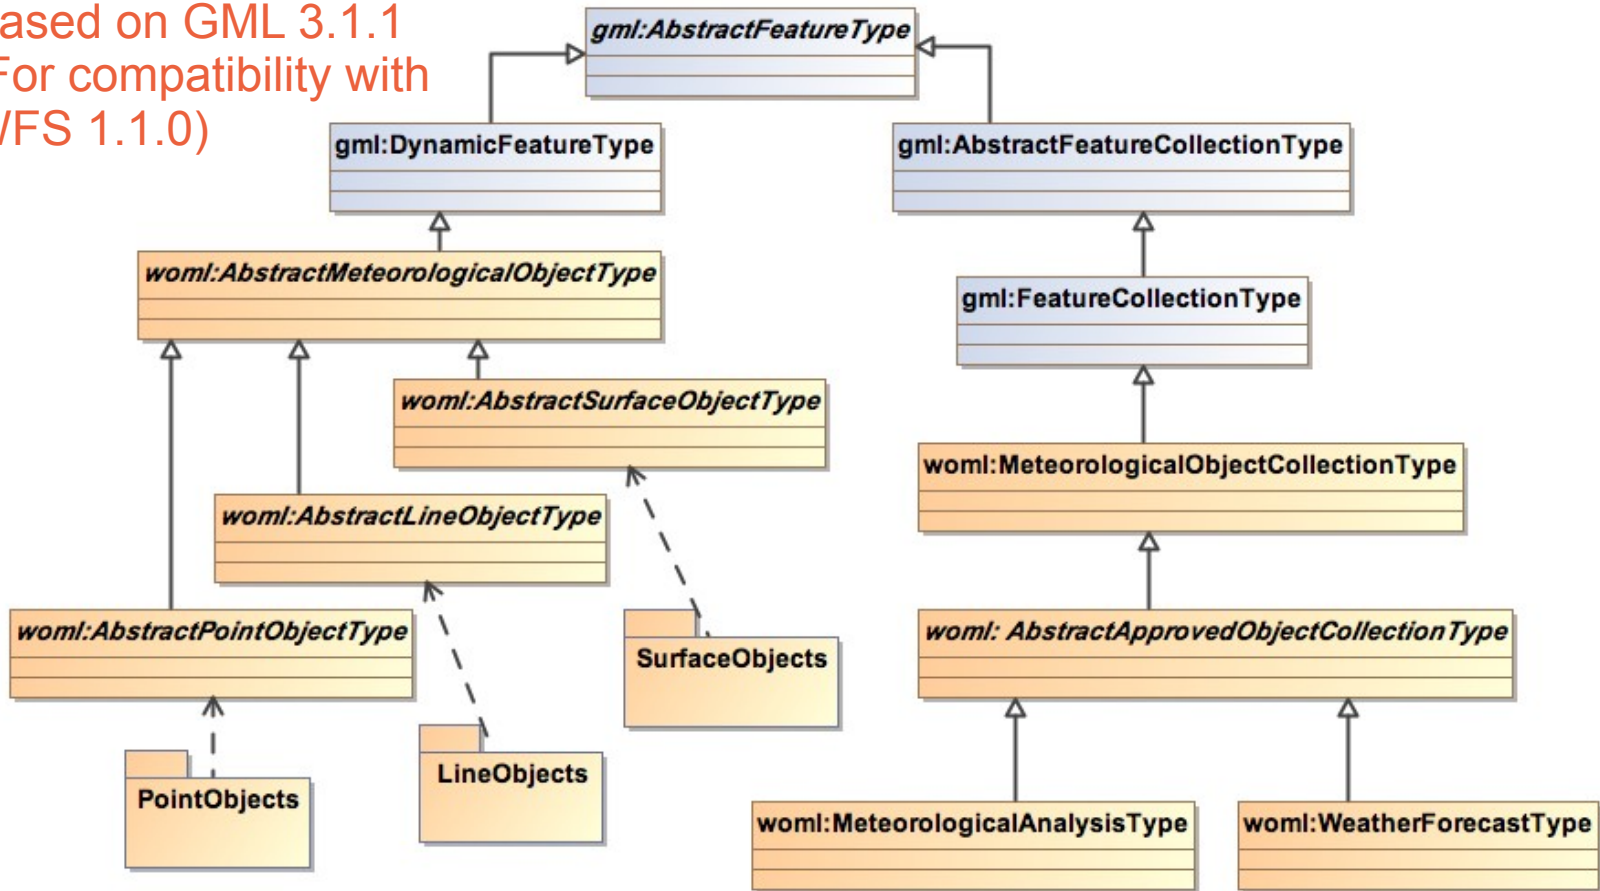 ased on GML 3.1.1
For compatibility with
WFS 1.1.0)
gml:AbstractFeatureType
gml:DynamicFeatureType
gml:AbstractFeatureCollectionType
woml:AbstractMeteorologicalObjectType
gml:FeatureCollectionType
woml:AbstractSurfaceObjectType
woml:MeteorologicalObjectCollectionType
woml:AbstractLineObjectType
woml:AbstractPointObjectType
woml: AbstractApprovedObjectCollectionType
SurfaceObjects
LineObjects
PointObjects
woml:MeteorologicalAnalysisType
woml:WeatherForecastType